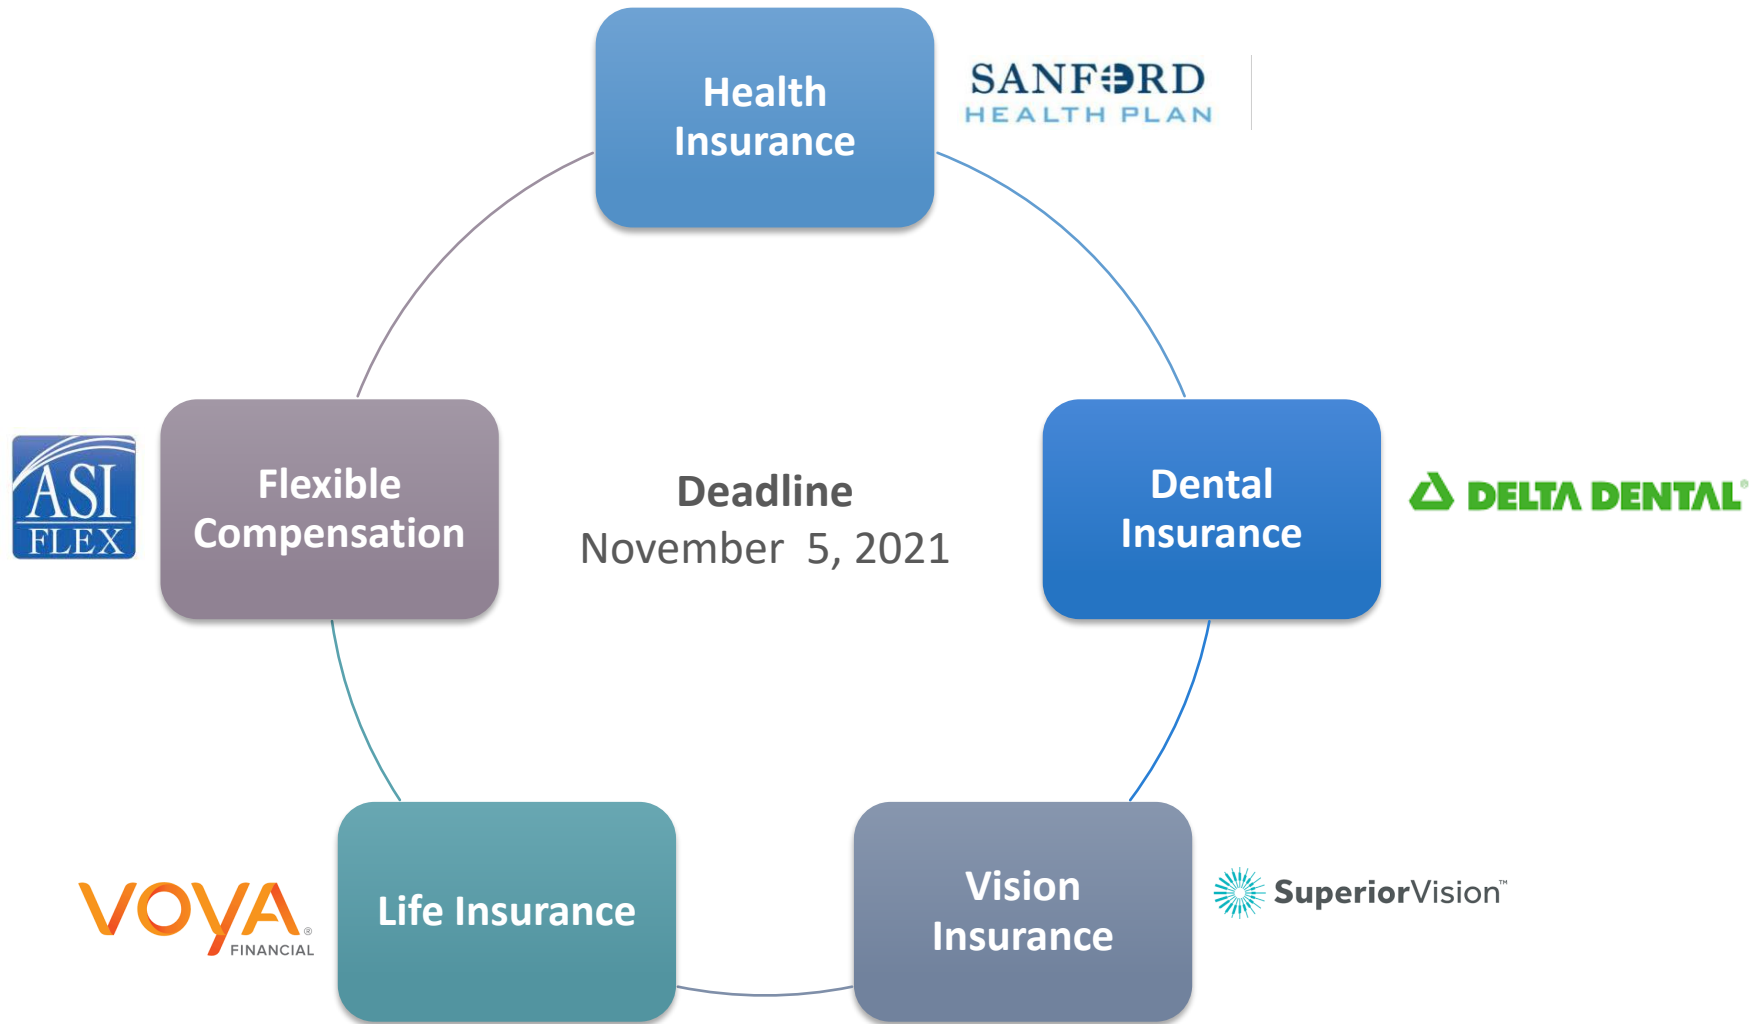 Health
Insurance
SANFORD
HEALTH PLAN
ASI
FLEX
Flexible
Compensation
Deadline
November  5, 2021
Dental
Insurance
DELTA DENTAL®
VOYA®
FINANCIAL
Life Insurance
Vision
Insurance
SuperiorVision™